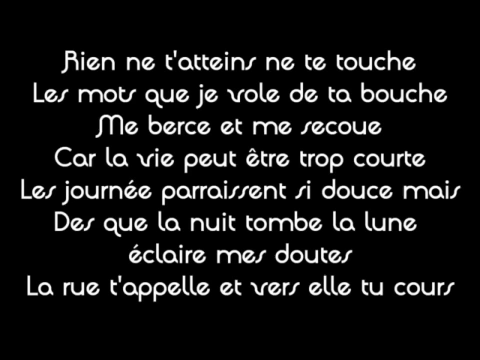 Rien ne t'atteins ne te touche
Les mots que je vole de ta bouche
Me berce et me secoue
Car la vie peut être trop courte
Les journée parraissent si douce mais
Des que la nuit tombe la lune
éclaire mes doutes
La rue t'appelle et vers elle tu cours